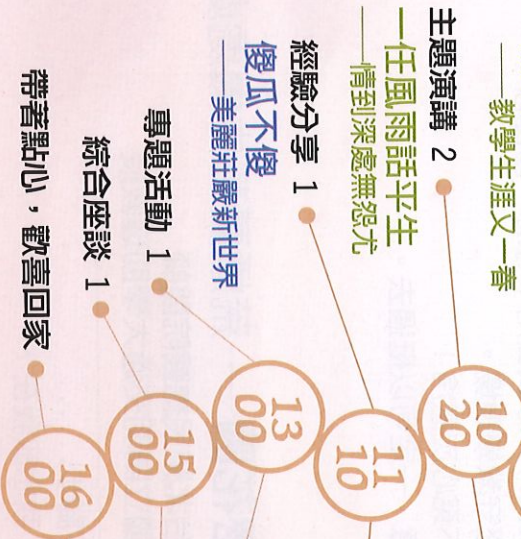 ——教學生涯又一春
主題演講 2
一任風雨話平生
——情到深處無怨尤
經驗分享 1
傻瓜不傻
——美麗莊嚴新世界
專題活動 1
綜合座談 1
帶著點心，歡喜回家
10
20
11
10
13
00
15
00
16
00